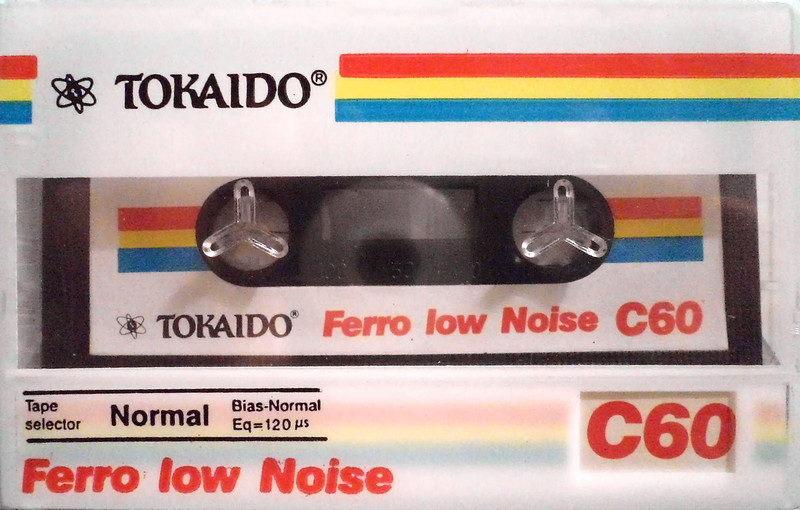 TOKAIDO®
TOKAIDO®
Ferro low Noise C60
Tape selector
Normal
Bias-Normal
Eq=120 µs
C60
Ferro low Noise